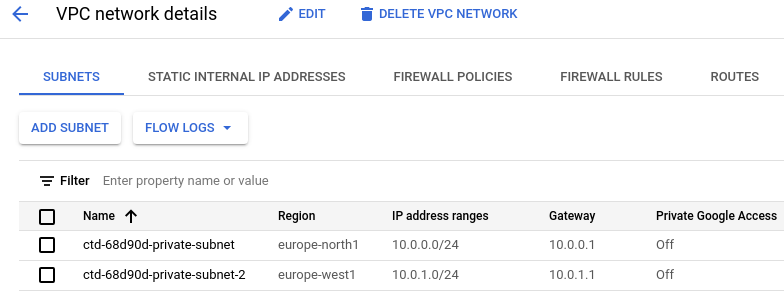 VPC network details EDIT DELETE VPC NETWORK
SUBNETS STATIC INTERNAL IP ADDRESSES FIREWALL POLICIES FIREWALL RULES ROUTES
ADD SUBNET FLOW LOGS
Filter Enter property name or value
Name Region IP address ranges Gateway Private Google Access
ctd-68d90d-private-subnet europe-north1 10.0.0.0/24 10.0.0.1 Off
ctd-68d90d-private-subnet-2 europe-west1 10.0.1.0/24 10.0.1.1 Off